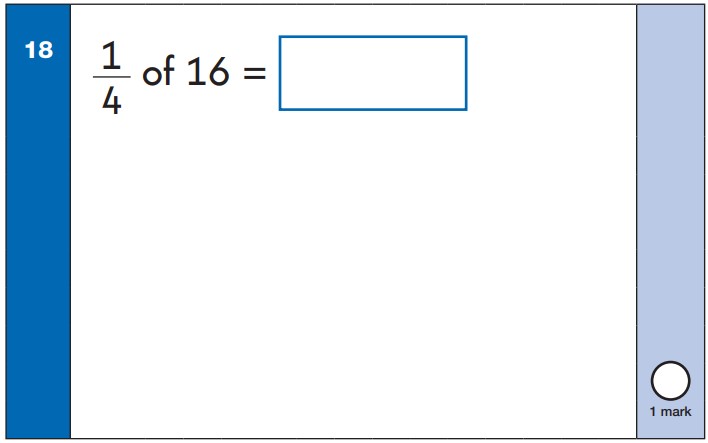 18
1/4 of 16 =
1 mark